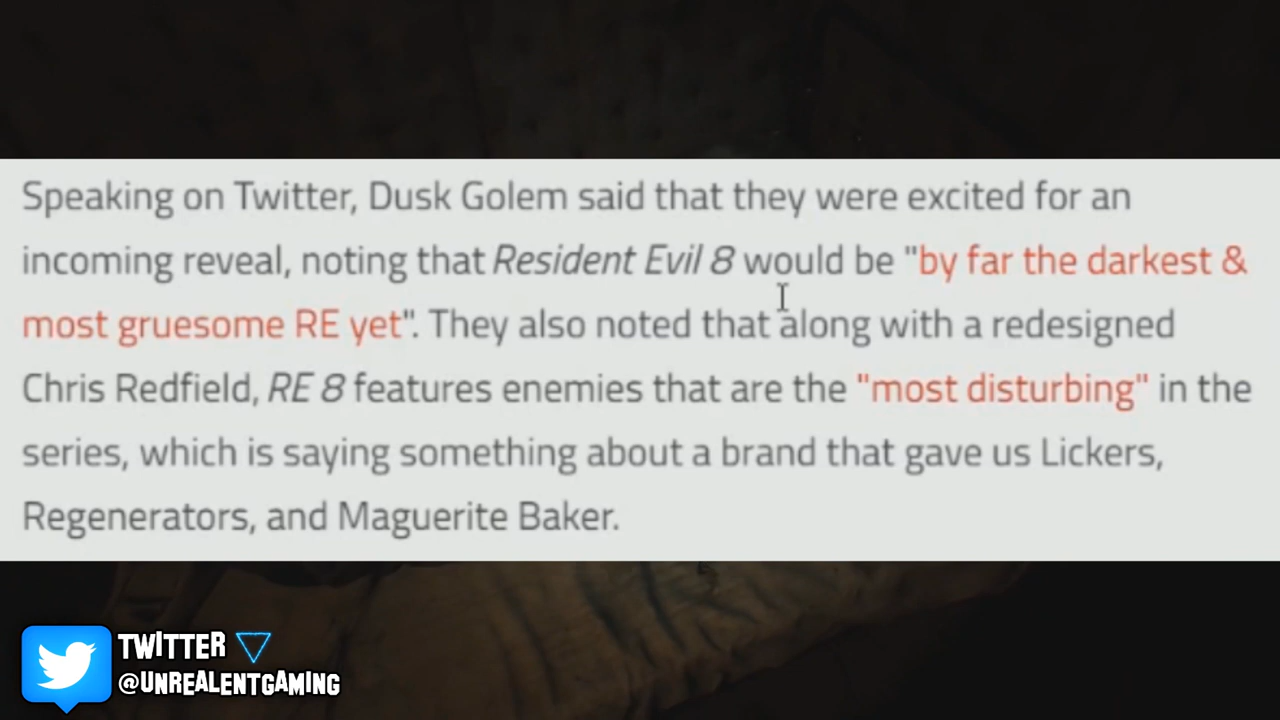 Speaking on Twitter, Dusk Golem said that they were excited for an
incoming reveal, noting that Resident Evil 8 would be "by far the darkest &
most gruesome RE yet". They also noted that along with a redesigned
Chris Redfield, RE 8 features enemies that are the "most disturbing" in the
series, which is saying something about a brand that gave us Lickers,
Regenerators, and Maguerite Baker.
TWITTER
@UNREALENTGAMING